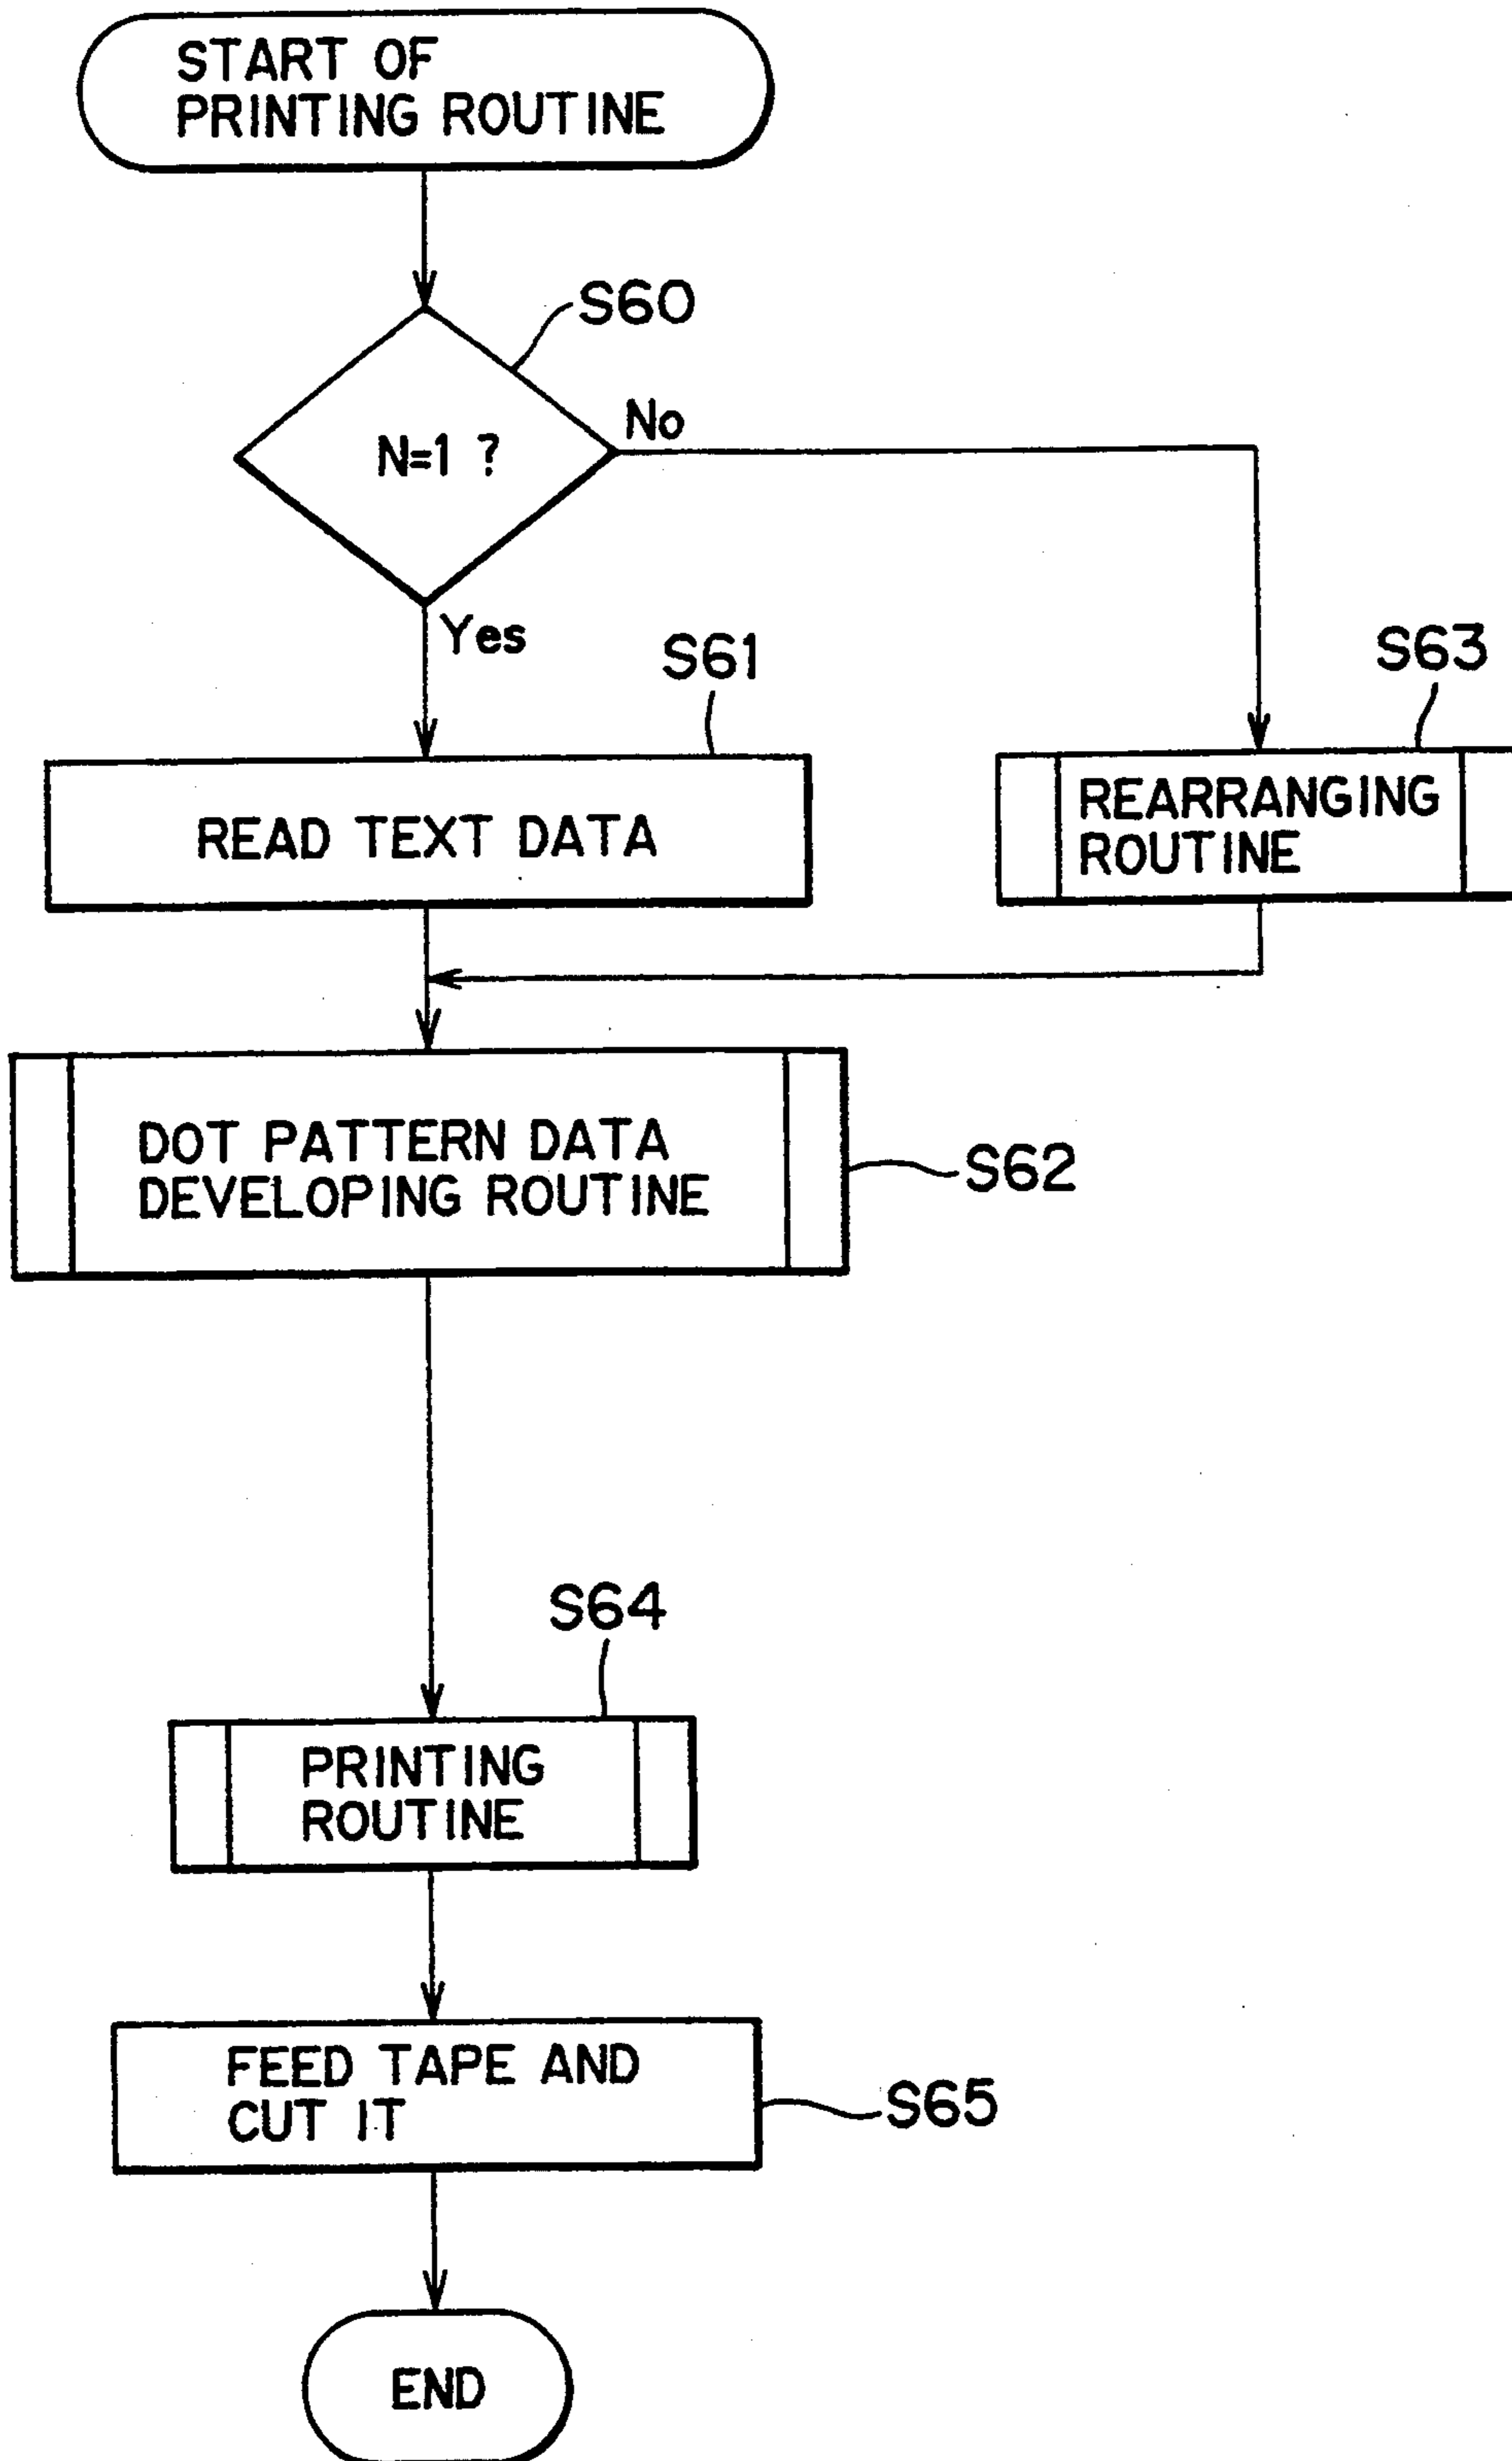 START OF
PRINTING ROUTINE
S60
N=1 ?
No
Yes
S61
READ TEXT DATA
S63
REARRANGING
ROUTINE
DOT PATTERN DATA
DEVELOPING ROUTINE
S62
S64
PRINTING
ROUTINE
FEED TAPE AND
CUT IT
S65
END